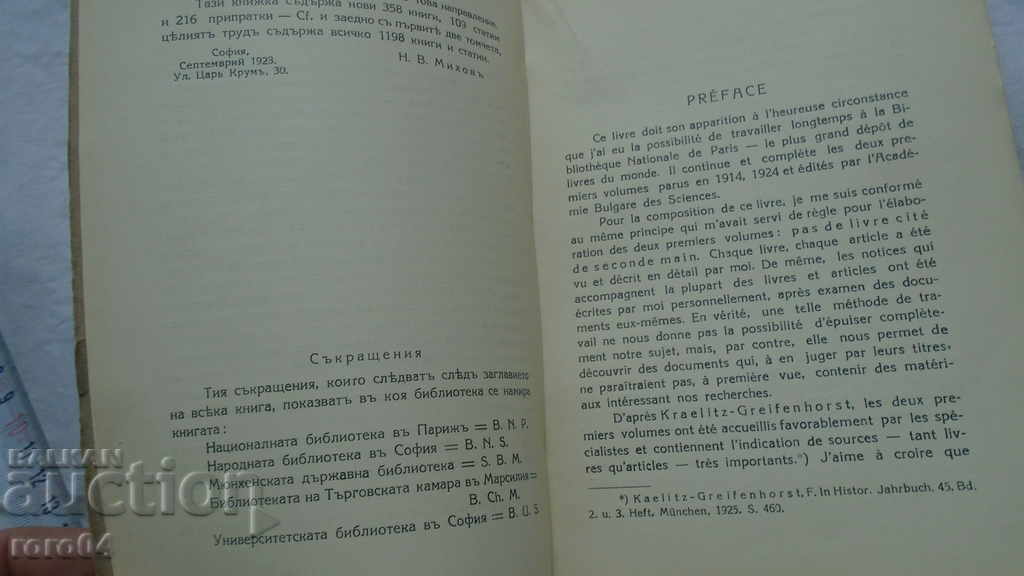 това направление.
Тази книжка съдържа нови 358 книги, 109 статии
и 216 припратки — Cf. и заедно съ първитѣ две томчета,
цѣлиятъ трудъ съдържа всичко 1198 книги и статии.
София,
Септемврий 1923.
Ул. Царь Крумъ, 30.
Н. В. Миховъ
Съкращения
Тия съкращения, които слѣдватъ слѣдъ заглавието
на всѣка книга, показватъ въ коя библиотека се намира
книгата:
Националната библиотека въ Парижъ = B. N. P.
Народната библиотека въ София = B. N. S.
Мюнхенската държавна библиотека = S. B. M.
Библиотеката на Търговската камара въ Марсилия =
B. Ch. M.
Университетската библиотека въ София = B. U. S.
PRÉFACE
Ce livre doit son apparition à l'heureuse circonstance
que j'ai eu la possibilité de travailler longtemps à la Bi-
bliothèque Nationale de Paris — le plus grand dépôt de
livres du monde. Il continue et complète les deux pre-
miers volumes parus en 1914, 1924 et édités par l'Acadé-
mie Bulgare des Sciences.
Pour la composition de ce livre, je me suis conformé
au même principe qui m'avait servi de règle pour l'élabo-
ration des deux premiers volumes: pas de livre cité
de seconde main. Chaque livre, chaque article a été
vu et décrit en détail par moi. De même, les notices qui
accompagnent la plupart des livres et articles ont été
écrites par moi personnellement, après examen des docu-
ments eux-mêmes. En vérité, une telle méthode de tra-
vail ne nous donne pas la possibilité d'épuiser complète-
ment notre sujet, mais, par contre, elle nous permet de
découvrir des documents qui, à en juger par leurs titres,
ne paraîtraient pas, à première vue, contenir des matéri-
aux intéressant nos recherches.
D'après Kraelitz-Greifenhorst, les deux pre-
miers volumes ont été accueillis favorablement par les spé-
cialistes et contiennent l'indication de sources — tant liv-
res qu'articles — très importants.*) J'aime à croire que
*) Kaelitz-Greifenhorst, F. In Histor. Jahrbuch. 45, Bd.
2. u. 3. Heft, München, 1925. S. 460.
БАЛКАН
auction
roro04